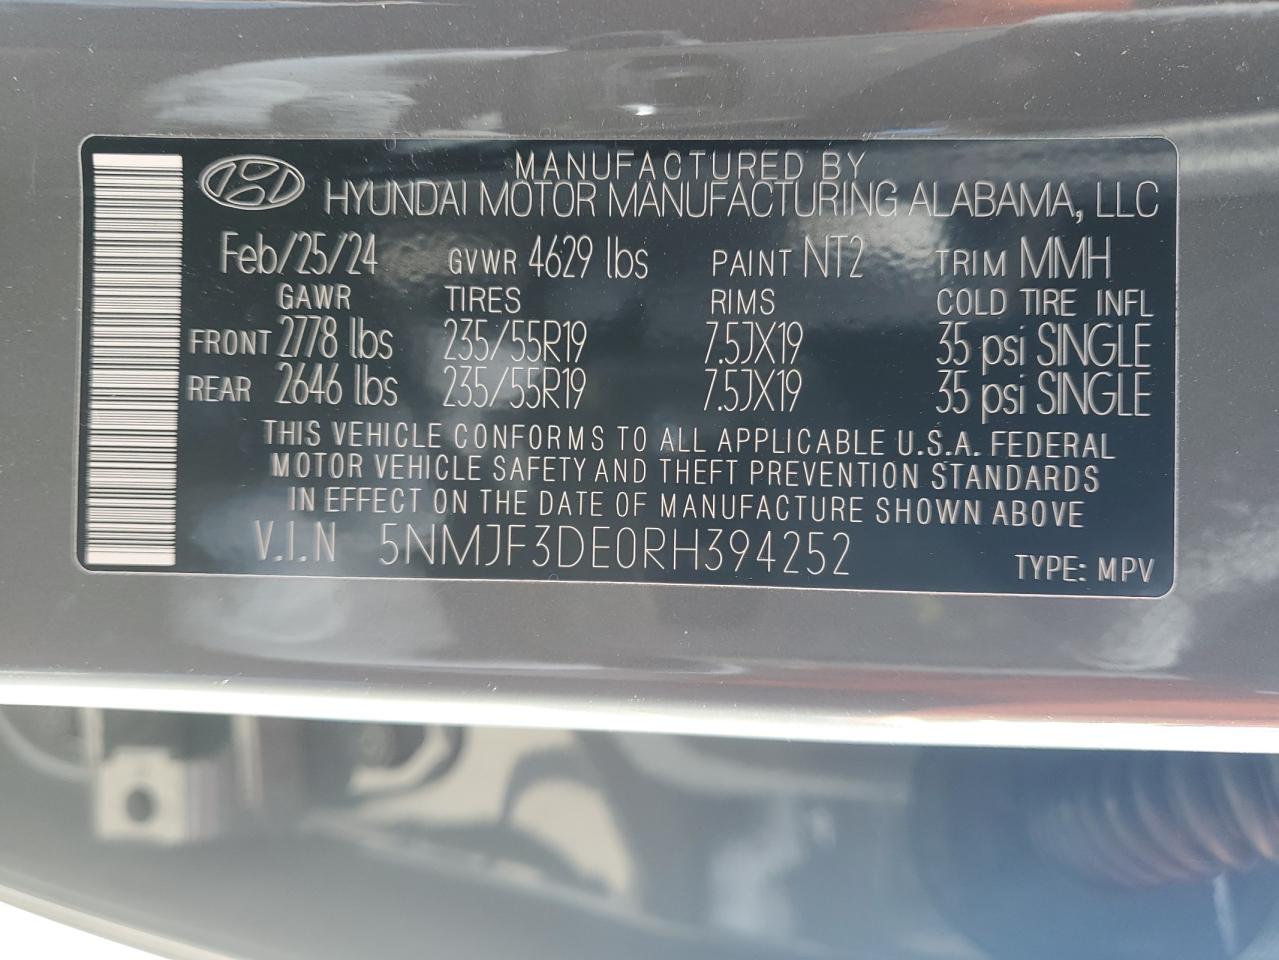 MANUFACTURED BY
HYUNDAI MOTOR MANUFACTURING ALABAMA, LLC
Feb/25/24 GVWR 4629 lbs PAINT NT2 TRIM MMH
GAWR TIRES RIMS COLD TIRE INFL
FRONT 2778 lbs 235/55R19 7.5JX19 35 psi SINGLE
REAR 2646 lbs 235/55R19 7.5JX19 35 psi SINGLE
THIS VEHICLE CONFORMS TO ALL APPLICABLE U.S.A. FEDERAL
MOTOR VEHICLE SAFETY AND THEFT PREVENTION STANDARDS
IN EFFECT ON THE DATE OF MANUFACTURE SHOWN ABOVE
V.I.N 5NMJF3DE0RH394252
TYPE: MPV